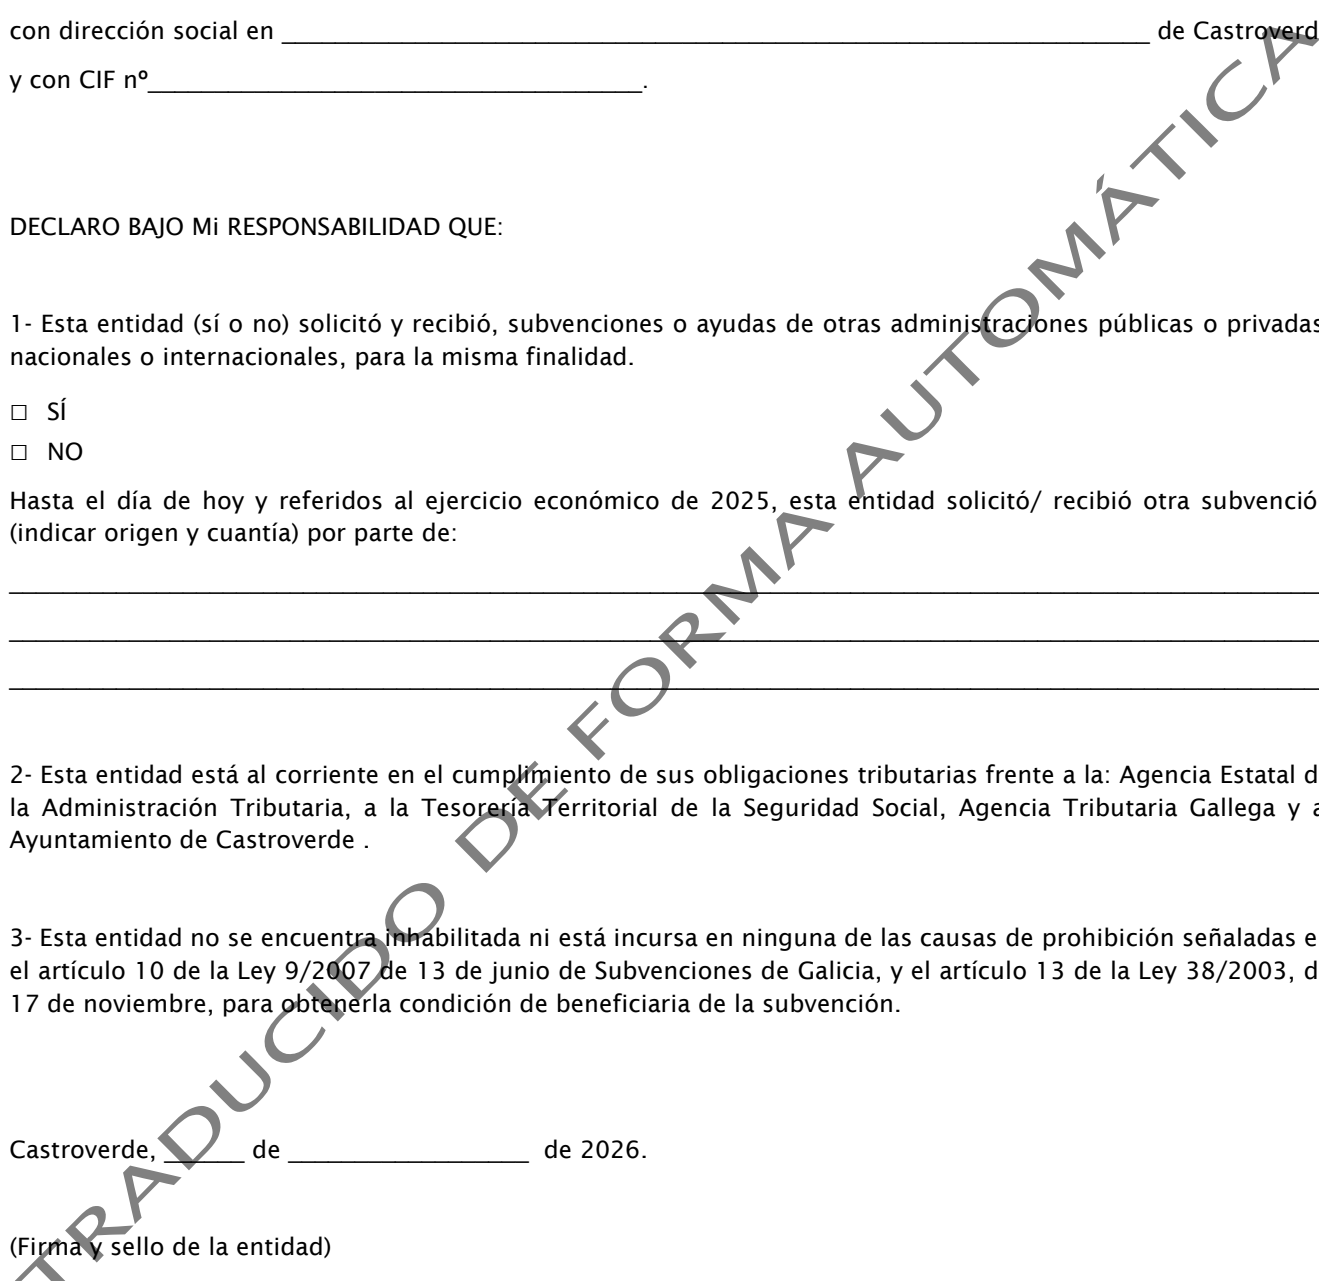 con dirección social en _________________________________________________________________ de Castroverd
y con CIF nº_____________________________________.
DECLARO BAJO Mi RESPONSABILIDAD QUE:
1- Esta entidad (sí o no) solicitó y recibió, subvenciones o ayudas de otras administraciones públicas o privadas
nacionales o internacionales, para la misma finalidad.
□ SÍ
□ NO
Hasta el día de hoy y referidos al ejercicio económico de 2025, esta entidad solicitó/ recibió otra subvenció
(indicar origen y cuantía) por parte de:
2- Esta entidad está al corriente en el cumplimiento de sus obligaciones tributarias frente a la: Agencia Estatal d
la Administración Tributaria, a la Tesorería Territorial de la Seguridad Social, Agencia Tributaria Gallega y a
Ayuntamiento de Castroverde .
3- Esta entidad no se encuentra inhabilitada ni está incursa en ninguna de las causas de prohibición señaladas e
el artículo 10 de la Ley 9/2007 de 13 de junio de Subvenciones de Galicia, y el artículo 13 de la Ley 38/2003, d
17 de noviembre, para obtenerla condición de beneficiaria de la subvención.
Castroverde, ______ de __________________ de 2026.
(Firma y sello de la entidad)
TRADUCIDO DE FORMA AUTOMÁTICA